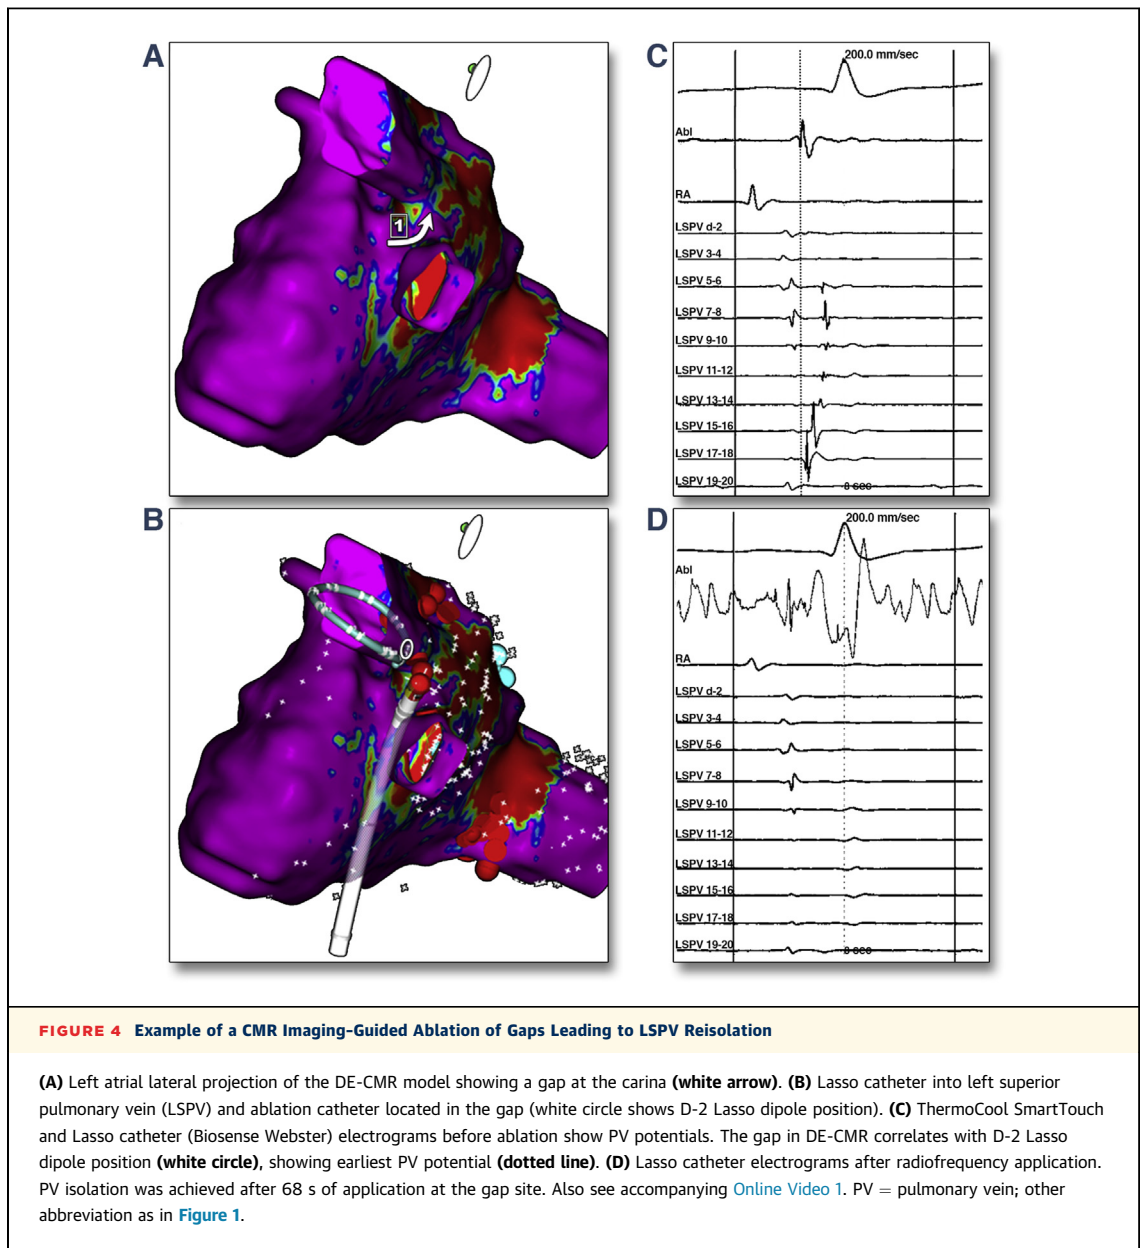 A
1
C
200.0 mm/sec
Abl
RA
LSPV d-2
LSPV 3-4
LSPV 5-6
LSPV 7-8
LSPV 9-10
LSPV 11-12
LSPV 13-14
LSPV 15-16
LSPV 17-18
LSPV 19-20
8 sec
B
D
200.0 mm/sec
Abl
RA
LSPV d-2
LSPV 3-4
LSPV 5-6
LSPV 7-8
LSPV 9-10
LSPV 11-12
LSPV 13-14
LSPV 15-16
LSPV 17-18
LSPV 19-20
8 sec
FIGURE 4 Example of a CMR Imaging–Guided Ablation of Gaps Leading to LSPV Reisolation
(A) Left atrial lateral projection of the DE-CMR model showing a gap at the carina (white arrow). (B) Lasso catheter into left superior
pulmonary vein (LSPV) and ablation catheter located in the gap (white circle shows D-2 Lasso dipole position). (C) ThermoCool SmartTouch
and Lasso catheter (Biosense Webster) electrograms before ablation show PV potentials. The gap in DE-CMR correlates with D-2 Lasso
dipole position (white circle), showing earliest PV potential (dotted line). (D) Lasso catheter electrograms after radiofrequency application.
PV isolation was achieved after 68 s of application at the gap site. Also see accompanying Online Video 1. PV = pulmonary vein; other
abbreviation as in Figure 1.